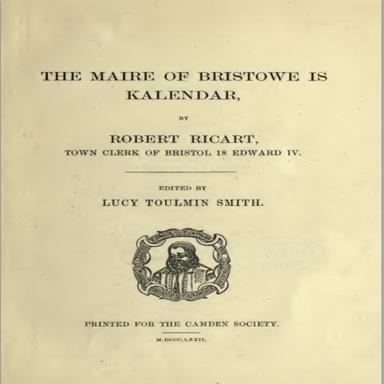 THE MAIRE OF BRISTOWE IS
KALENDAR,
BY
ROBERT RICART,
TOWN CLERK OF BRISTOL 18 EDWARD IV.
EDITED BY
LUCY TOULMIN SMITH.
PRINTED FOR THE CAMDEN SOCIETY.
M.DCCC.LXXII.